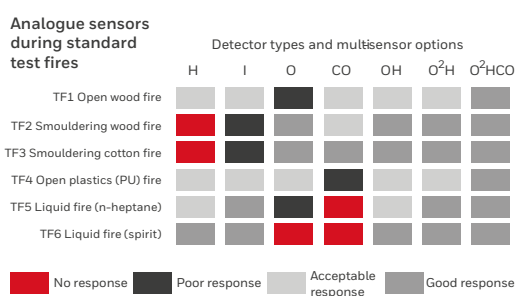 Analogue sensors
during standard
test fires
Detector types and multisensor options
H I O CO OH O²H O²HCO
TF1 Open wood fire
TF2 Smouldering wood fire
TF3 Smouldering cotton fire
TF4 Open plastics (PU) fire
TF5 Liquid fire (n-heptane)
TF6 Liquid fire (spirit)
No response Poor response Acceptable response Good response